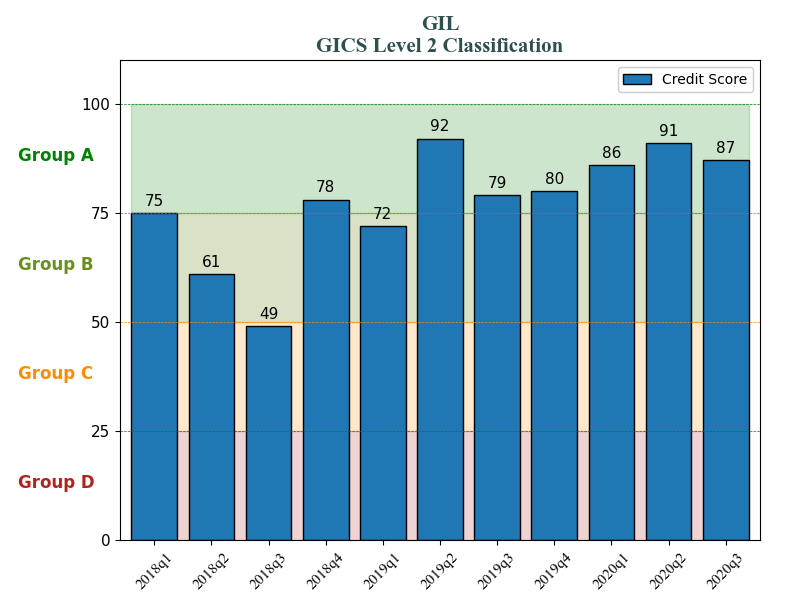 GIL
GICS Level 2 Classification
Credit Score
100
Group A
75
Group B
50
Group C
25
Group D
0
75
61
49
78
72
92
79
80
86
91
87
2018q1
2018q2
2018q3
2018q4
2019q1
2019q2
2019q3
2019q4
2020q1
2020q2
2020q3